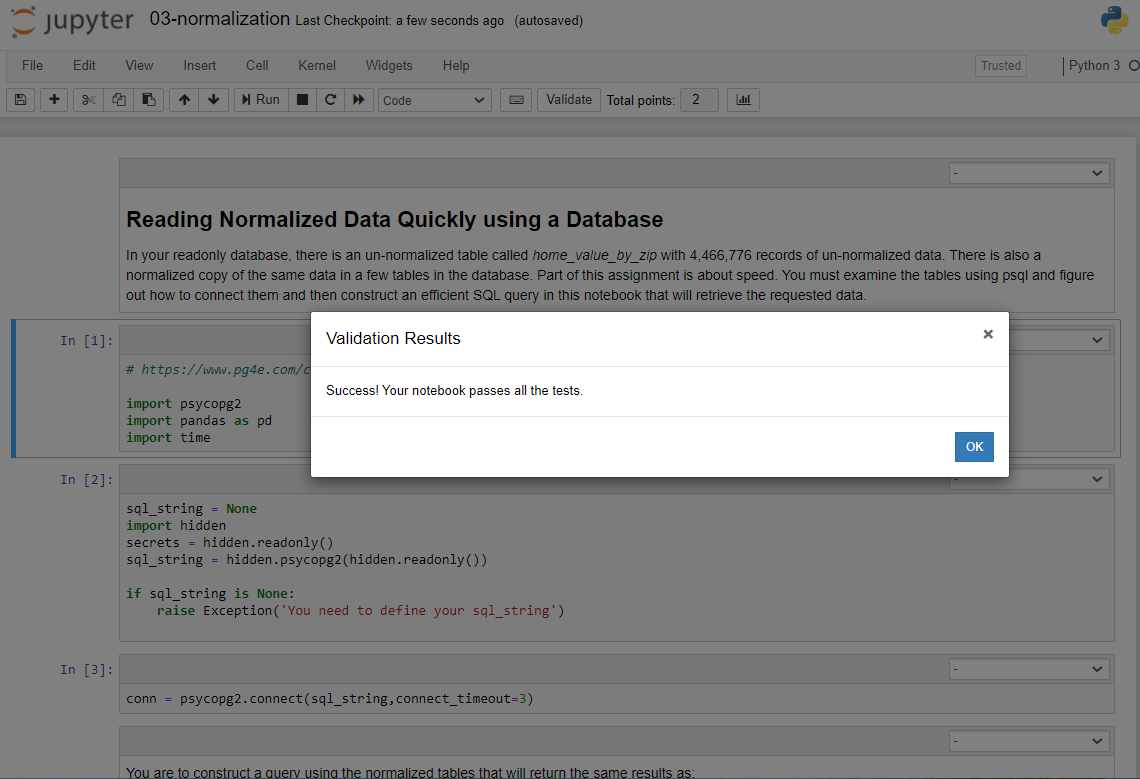 jupyter 03-normalization Last Checkpoint: a few seconds ago (autosaved)
File Edit View Insert Cell Kernel Widgets Help Trusted Python 3
Run Code Validate Total points: 2
-
Reading Normalized Data Quickly using a Database
In your readonly database, there is an un-normalized table called home_value_by_zip with 4,466,776 records of un-normalized data. There is also a
normalized copy of the same data in a few tables in the database. Part of this assignment is about speed. You must examine the tables using psql and figure
out how to connect them and then construct an efficient SQL query in this notebook that will retrieve the requested data.
In [1]:
# https://www.pg4e.com/c
import psycopg2
import pandas as pd
import time
Validation Results ×
Success! Your notebook passes all the tests.
OK
In [2]:
-
sql_string = None
import hidden
secrets = hidden.readonly()
sql_string = hidden.psycopg2(hidden.readonly())
if sql_string is None:
raise Exception('You need to define your sql_string')
In [3]:
-
conn = psycopg2.connect(sql_string,connect_timeout=3)
-
You are to construct a query using the normalized tables that will return the same results as: